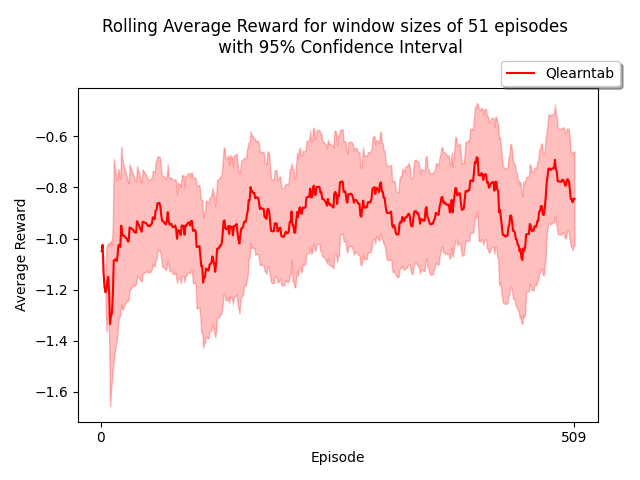 Rolling Average Reward for window sizes of 51 episodes
with 95% Confidence Interval
Qlearntab
Average Reward
−0.6
−0.8
−1.0
−1.2
−1.4
−1.6
0
509
Episode